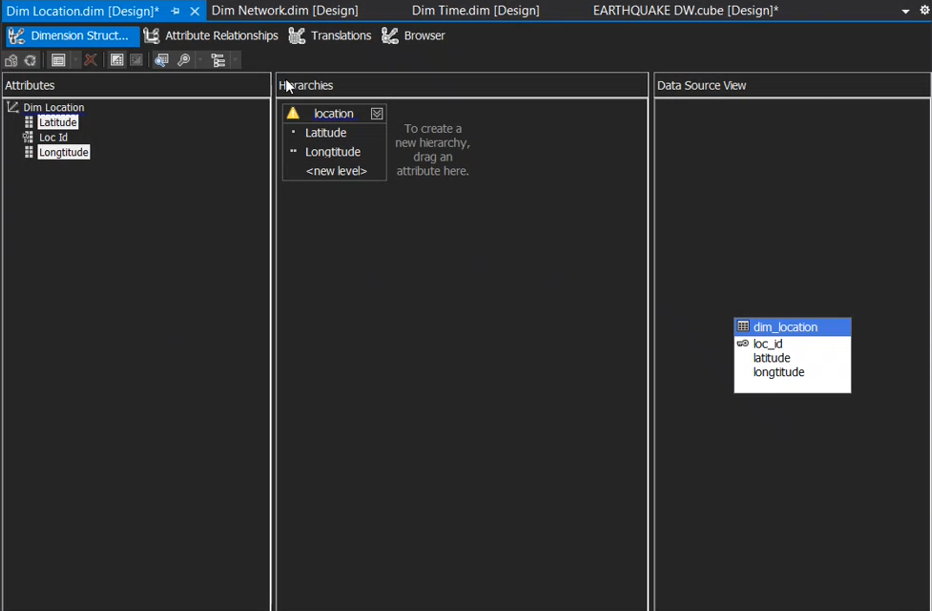 Dim Location.dim [Design]* Dim Network.dim [Design] Dim Time.dim [Design] EARTHQUAKE DW.cube [Design]*
Dimension Struct... Attribute Relationships Translations Browser
Attributes
Dim Location
Latitude
Loc Id
Longtitude
Hierarchies
location
Latitude
Longtitude
<new level>
To create a
new hierarchy,
drag an
attribute here.
Data Source View
dim_location
loc_id
latitude
longtitude